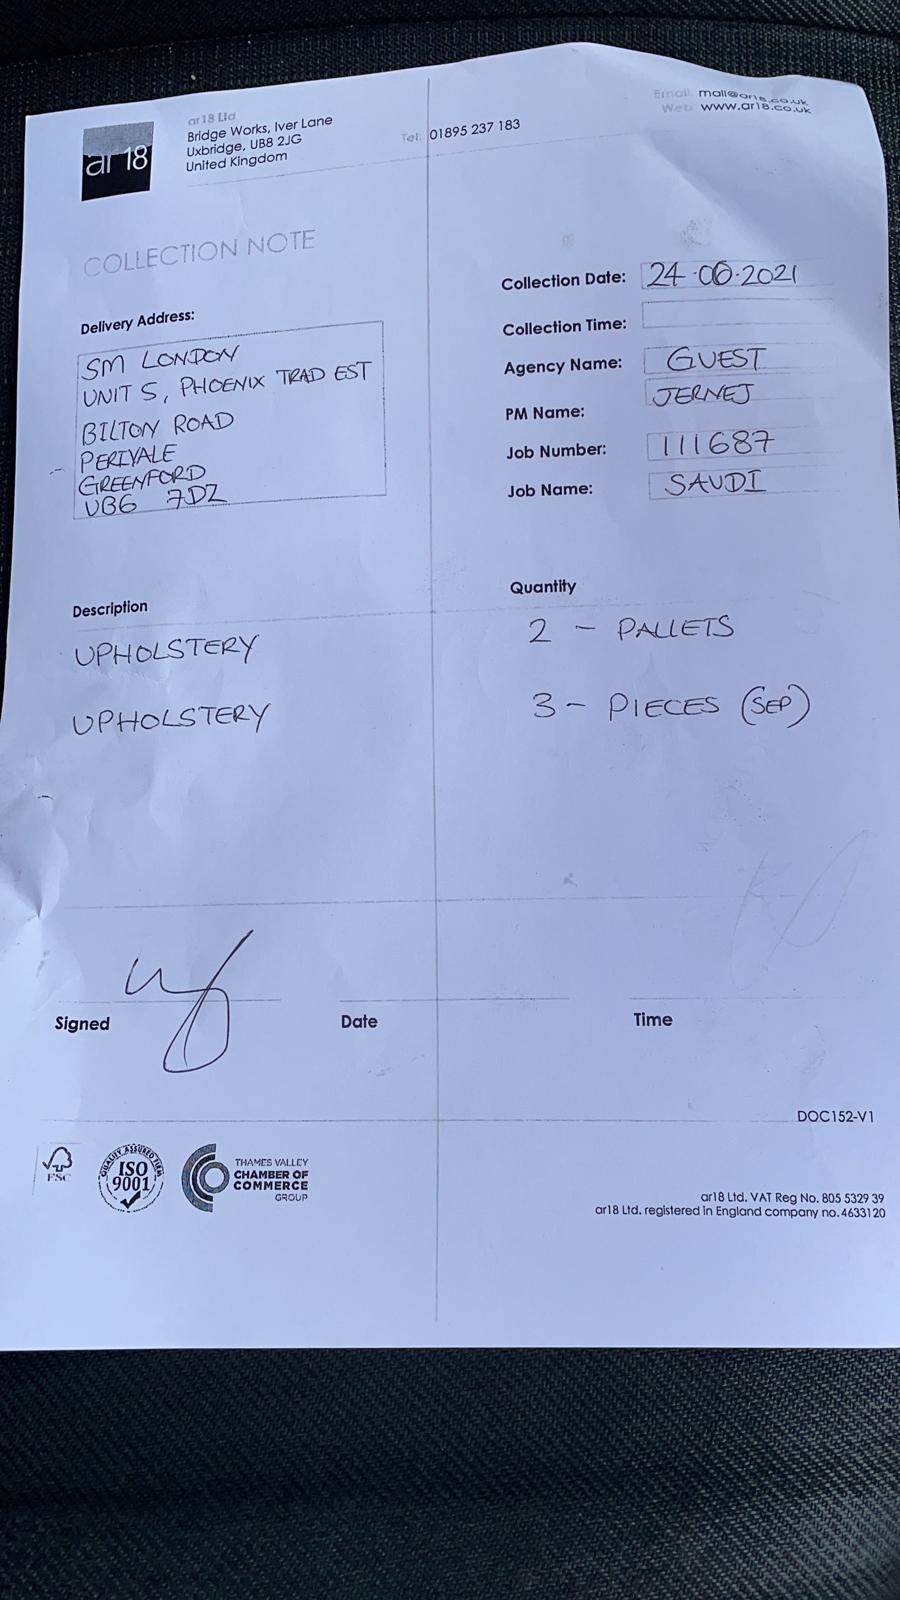 ar18
ar18 Ltd
Bridge Works, Iver Lane
Uxbridge, UB8 2JG
United Kingdom
Tel: 01895 237 183
Email: mail@ar18.co.uk
Web: www.ar18.co.uk
COLLECTION NOTE
Delivery Address:
SM LONDON
UNIT 5, PHOENIX TRAD EST
BILTON ROAD
PERIVALE
GREENFORD
UB6 7DZ
Collection Date: 24.06.2021
Collection Time:
Agency Name: GUEST
PM Name: JERNEJ
Job Number: 111687
Job Name: SAUDI
Description Quantity
UPHOLSTERY 2 - PALLETS
UPHOLSTERY 3 - PIECES (SEP)
Signed Date Time
DOC152-V1
FSC
QUALITY ASSURED FIRM
ISO
9001
THAMES VALLEY
CHAMBER OF
COMMERCE
GROUP
ar18 Ltd. VAT Reg No. 805 5329 39
ar18 Ltd. registered in England company no. 4633120